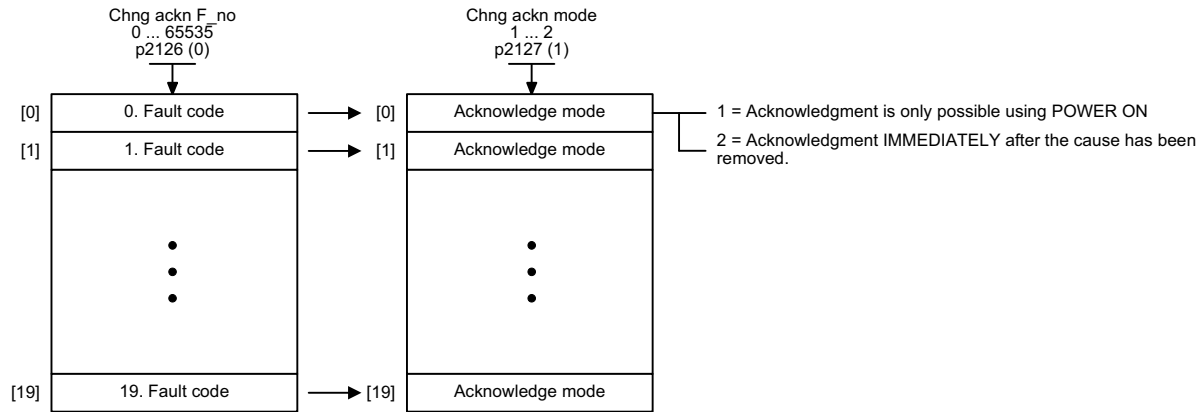 Chng ackn F_no
0 ... 65535
p2126 (0)
Chng ackn mode
1 ... 2
p2127 (1)
[0]
0. Fault code
[0]
Acknowledge mode
1 = Acknowledgment is only possible using POWER ON
[1]
1. Fault code
[1]
Acknowledge mode
2 = Acknowledgment IMMEDIATELY after the cause has been
removed.
[19]
19. Fault code
[19]
Acknowledge mode